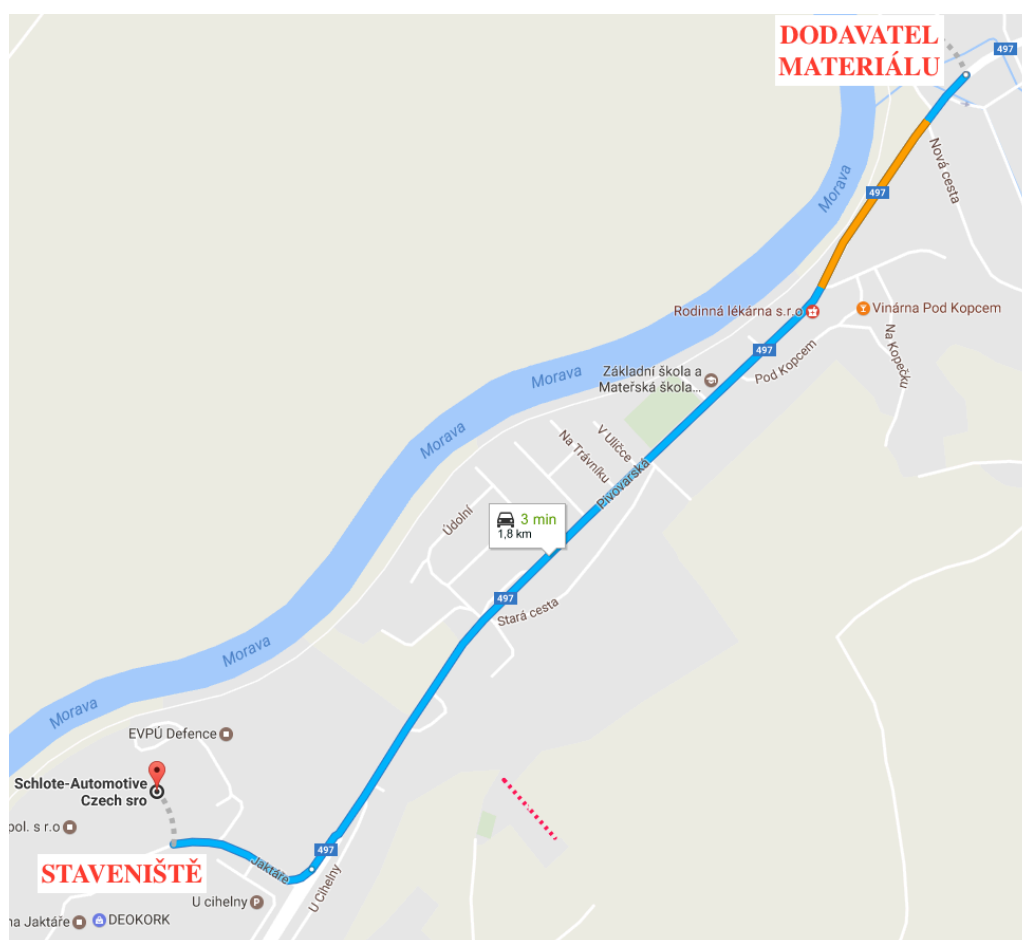 DODAVATEL
MATERIÁLU
497
Nová cesta
Morava
497
Rodinná lékárna s.r.o
Vinárna Pod Kopcem
497
Pod Kopcem
Na Kopečku
Morava
Základní škola a
Mateřská škola...
Morava
V Uličce
Na Trávníku
Pivovarská
Údolní
3 min
1,8 km
497
Stará cesta
Morava
Morava
EVPÚ Defence
Schlote-Automotive
Czech sro
pol. s r.o
497
STAVENIŠTĚ
Jaktáře
U cihelny
U Cihelny
P
na Jaktáře
DEOKORK